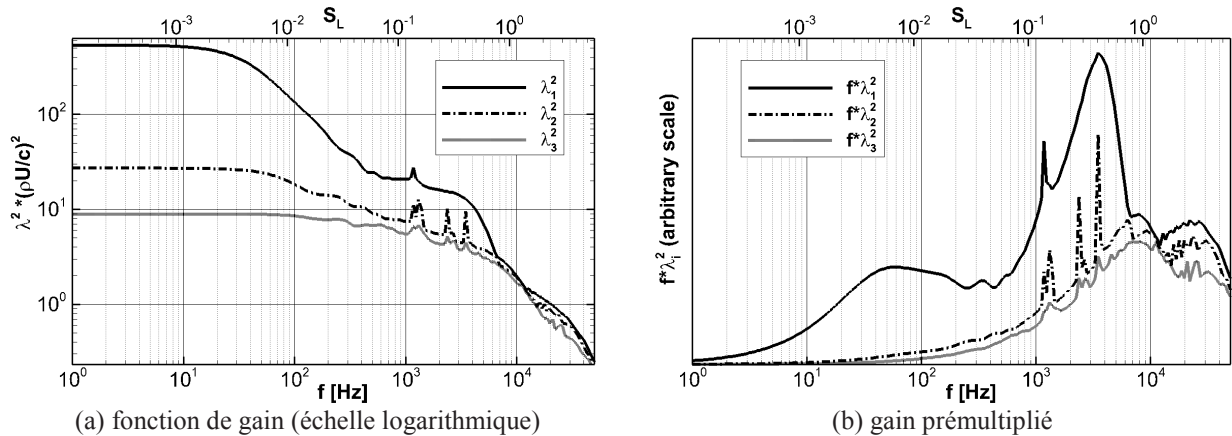 S_L
10⁻³ 10⁻² 10⁻¹ 10⁰
λ² *(ρU/c)²
10² 10¹ 10⁰
λ₁²
λ₂²
λ₃²
10⁰ 10¹ 10² 10³ 10⁴
f [Hz]
(a) fonction de gain (échelle logarithmique)
S_L
10⁻³ 10⁻² 10⁻¹ 10⁰
f*λᵢ² (arbitrary scale)
f*λ₁²
f*λ₂²
f*λ₃²
10⁰ 10¹ 10² 10³ 10⁴
f [Hz]
(b) gain prémultiplié